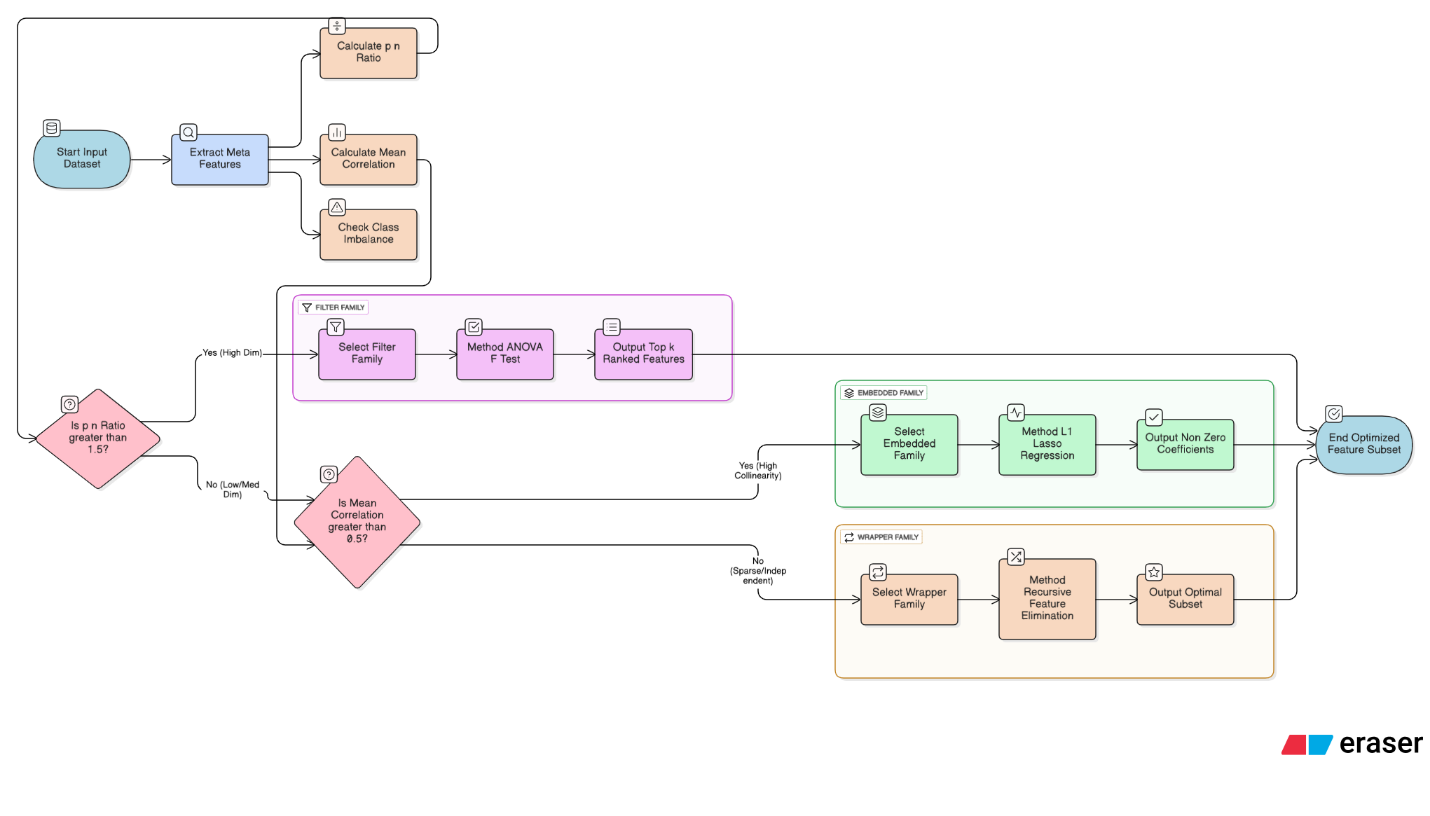 Calculate p n
Ratio
Start Input
Dataset
Extract Meta
Features
Calculate Mean
Correlation
Check Class
Imbalance
FILTER FAMILY
Yes (High Dim)
Select Filter
Family
Method ANOVA
F Test
Output Top k
Ranked Features
Is p n Ratio
greater than
1.5?
No (Low/Med
Dim)
Is Mean
Correlation
greater than
0.5?
Yes (High
Collinearity)
EMBEDDED FAMILY
Select
Embedded
Family
Method L1
Lasso
Regression
Output Non Zero
Coefficients
End Optimized
Feature Subset
No
(Sparse/Indep
endent)
WRAPPER FAMILY
Select Wrapper
Family
Method
Recursive
Feature
Elimination
Output Optimal
Subset
eraser